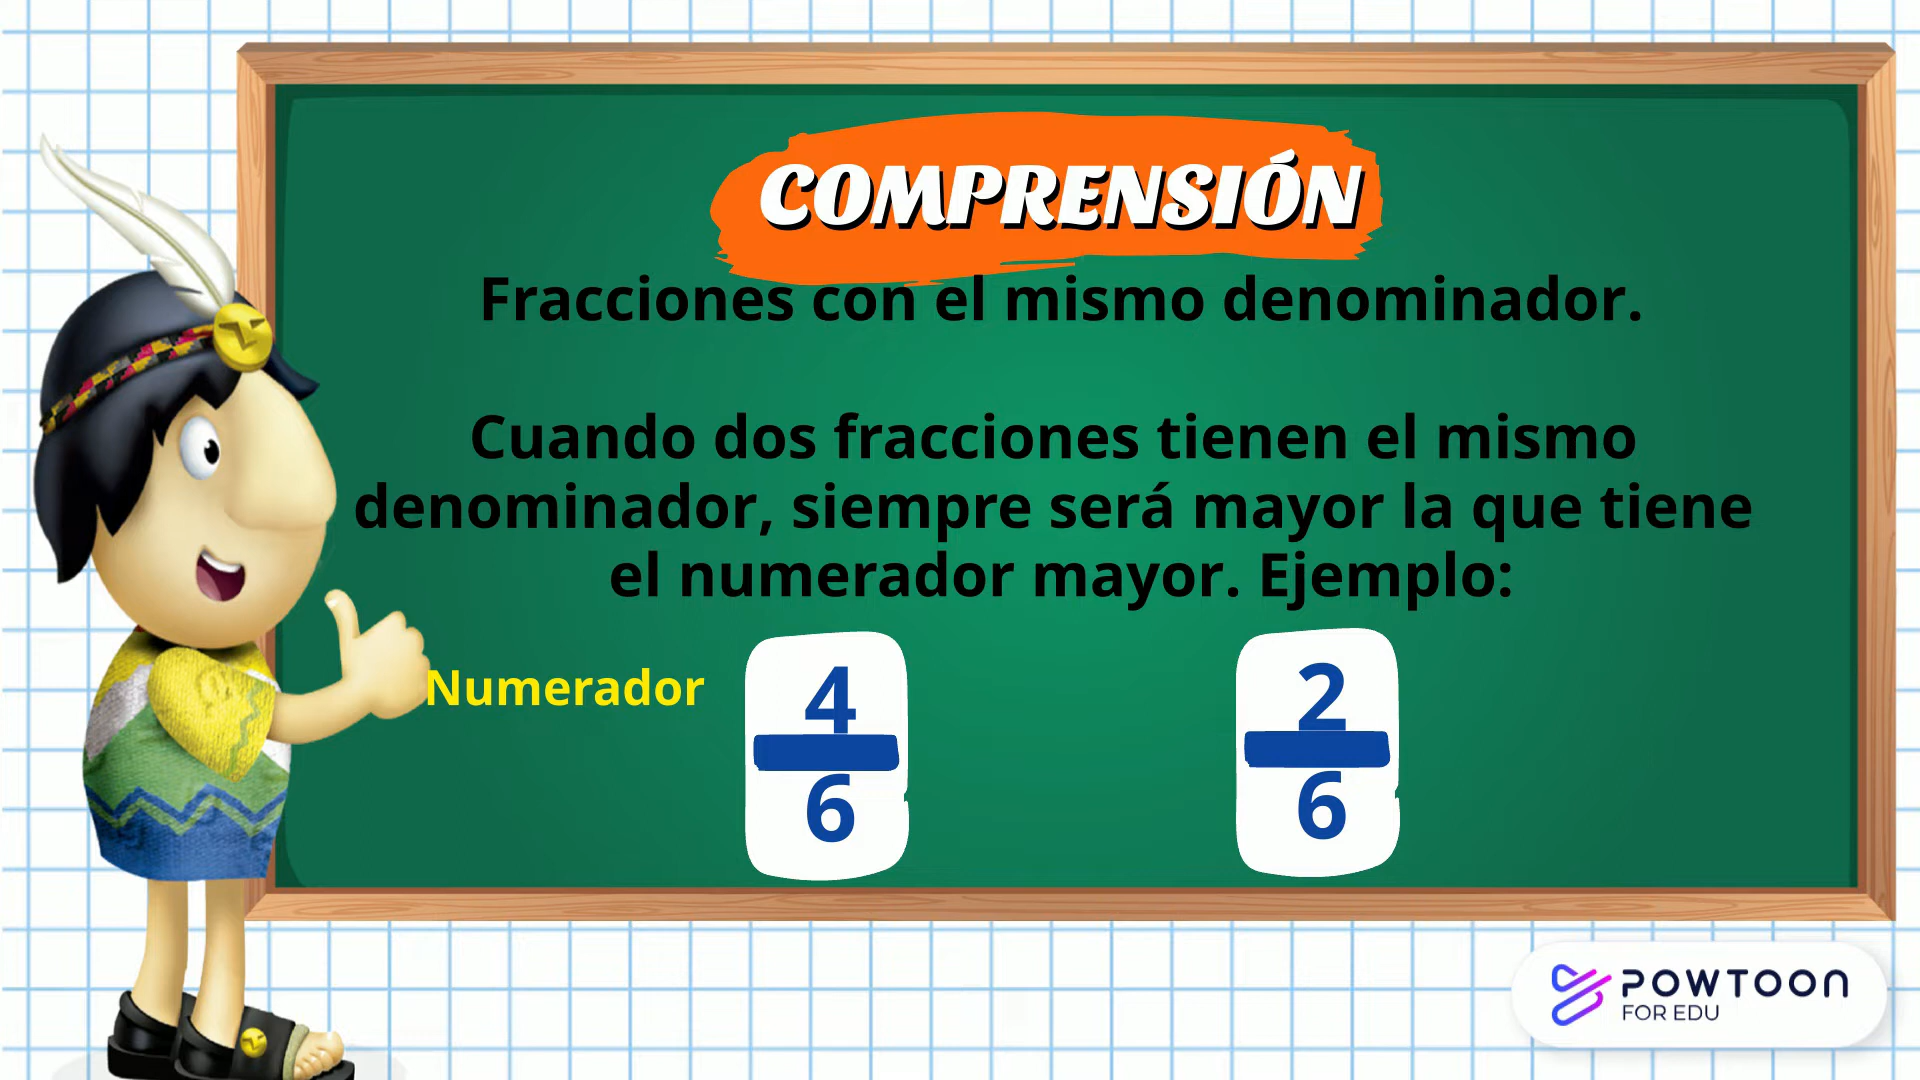 COMPRENSIÓN
Fracciones con el mismo denominador.
Cuando dos fracciones tienen el mismo
denominador, siempre será mayor la que tiene
el numerador mayor. Ejemplo:
Numerador
4
6
2
6
POWTOON
FOR EDU